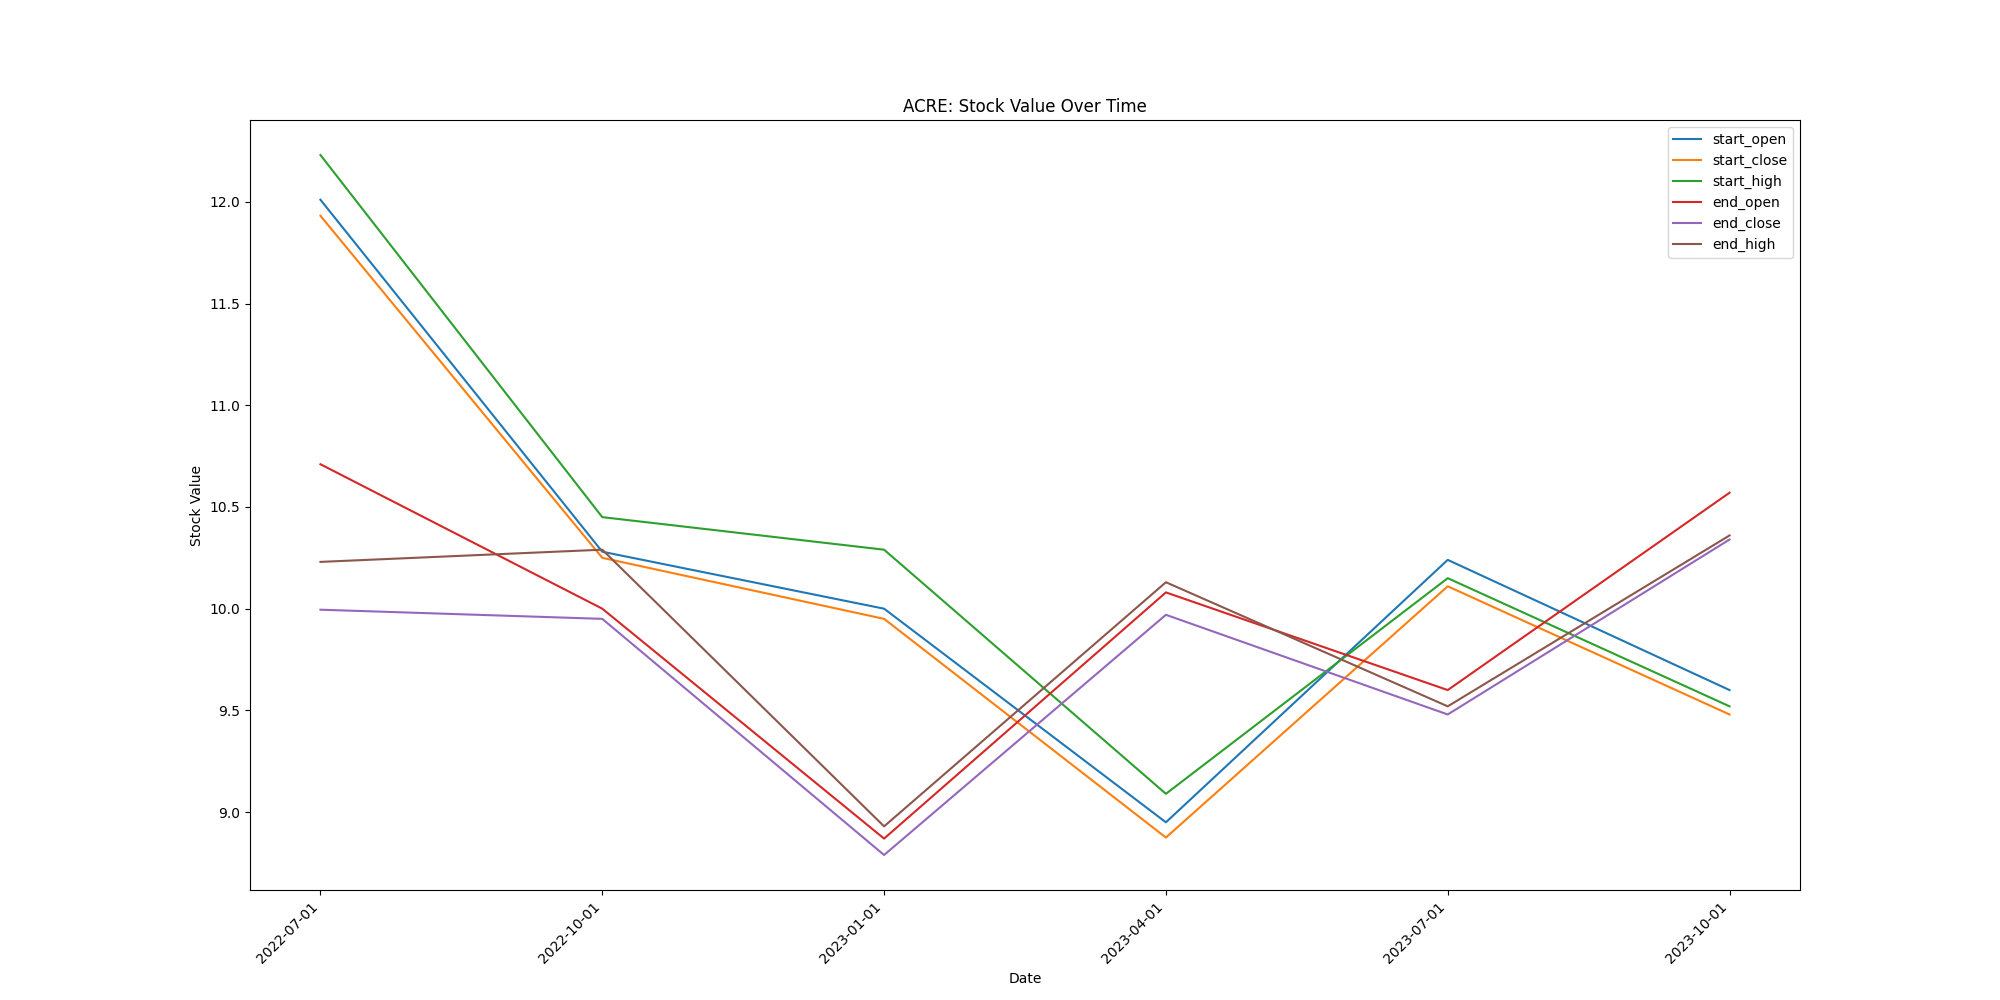 ACRE: Stock Value Over Time
start_open
start_close
start_high
end_open
end_close
end_high
12.0
11.5
11.0
10.5
10.0
9.5
9.0
Stock Value
2022-07-01
2022-10-01
2023-01-01
2023-04-01
2023-07-01
2023-10-01
Date